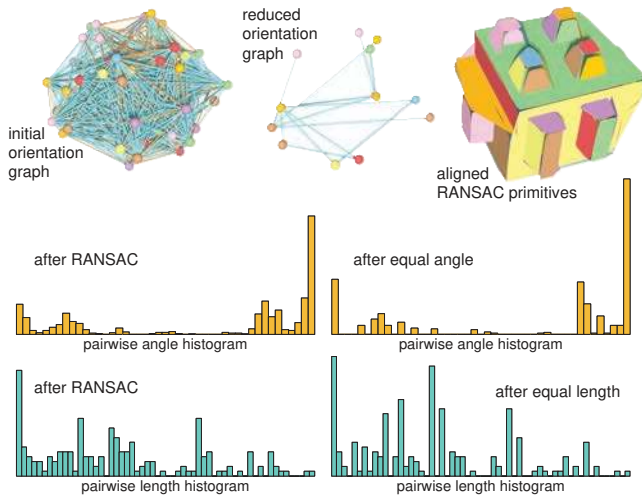 initial
orientation
graph
reduced
orientation
graph
aligned
RANSAC primitives
after RANSAC
pairwise angle histogram
after equal angle
pairwise angle histogram
after RANSAC
pairwise length histogram
after equal length
pairwise length histogram